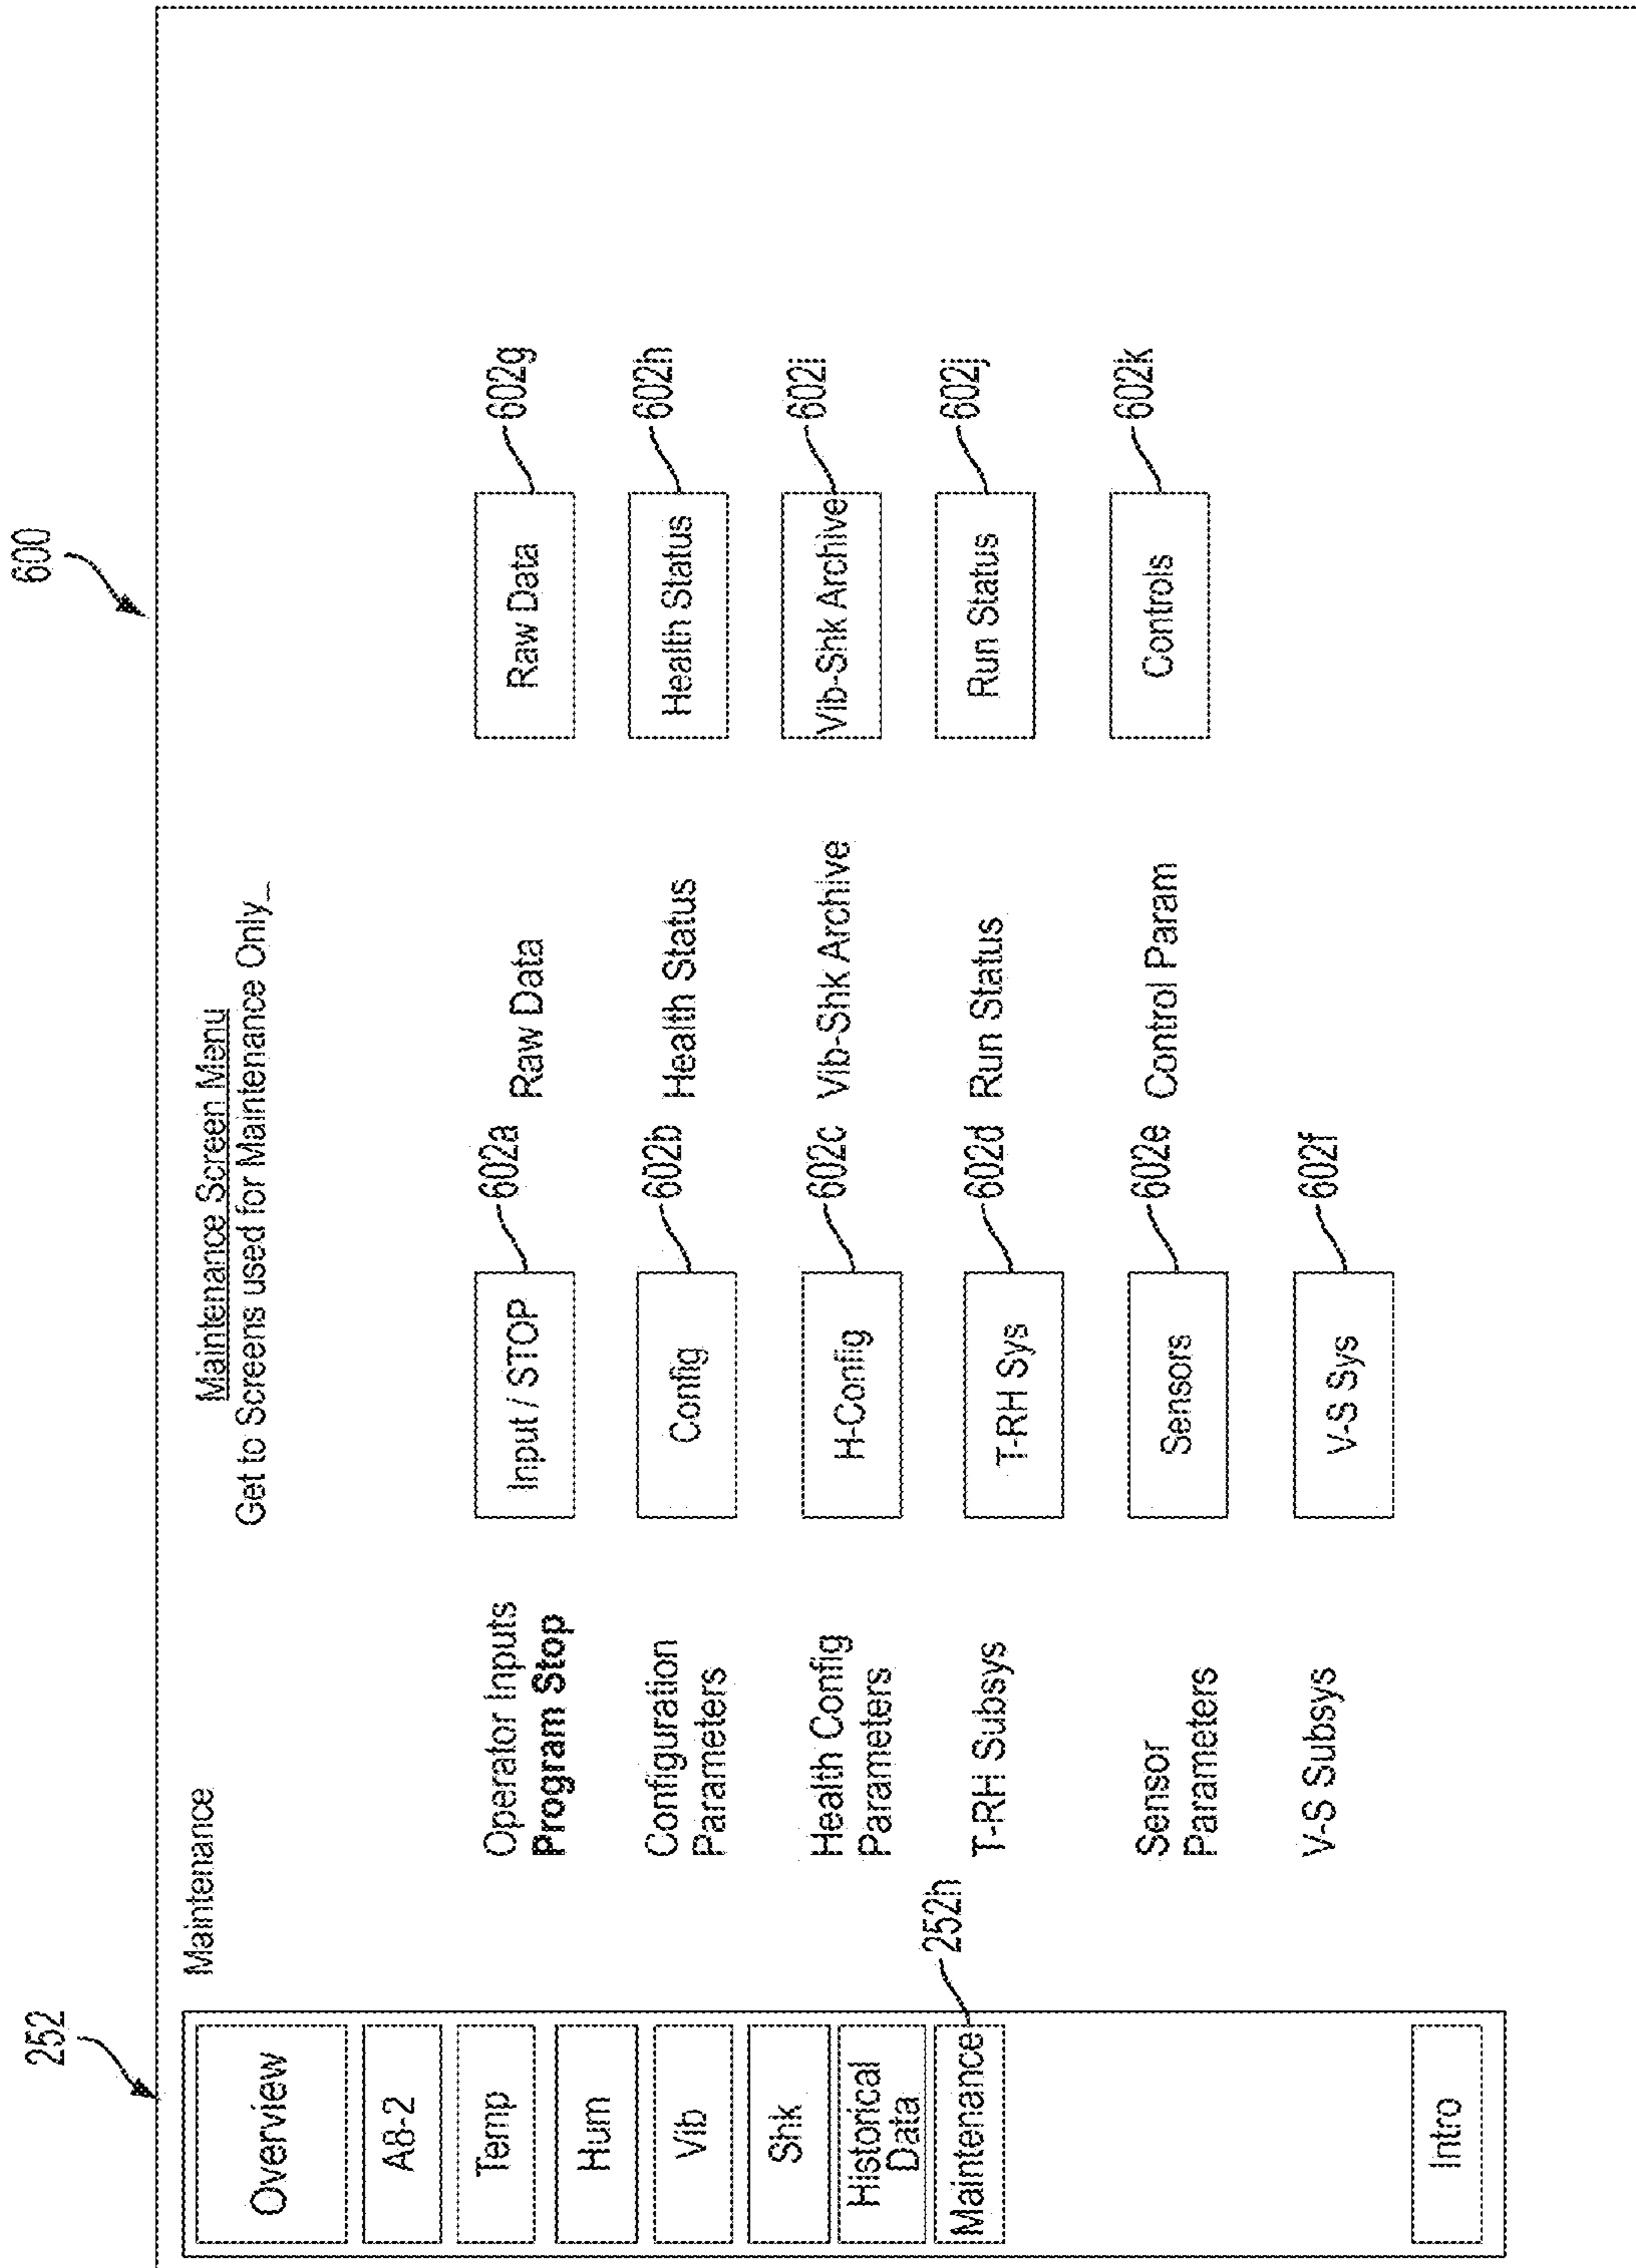 600
252
Maintenance
Maintenance Screen Menu
Get to Screens used for Maintenance Only_
Overview
A8-2
Temp
Hum
Vib
Shk
Historical
Data
Maintenance
252h
Intro
Operator Inputs
Program Stop
Input / STOP
602a
Configuration
Parameters
Config
602b
Health Config
Parameters
H-Config
602c
T-RH Subsys
T-RH Sys
602d
Sensor
Parameters
Sensors
602e
V-S Subsys
V-S Sys
602f
Raw Data
Raw Data
602g
Health Status
Health Status
602h
Vib-Shk Archive
Vib-Shk Archive
602i
Run Status
Run Status
602j
Control Param
Controls
602k